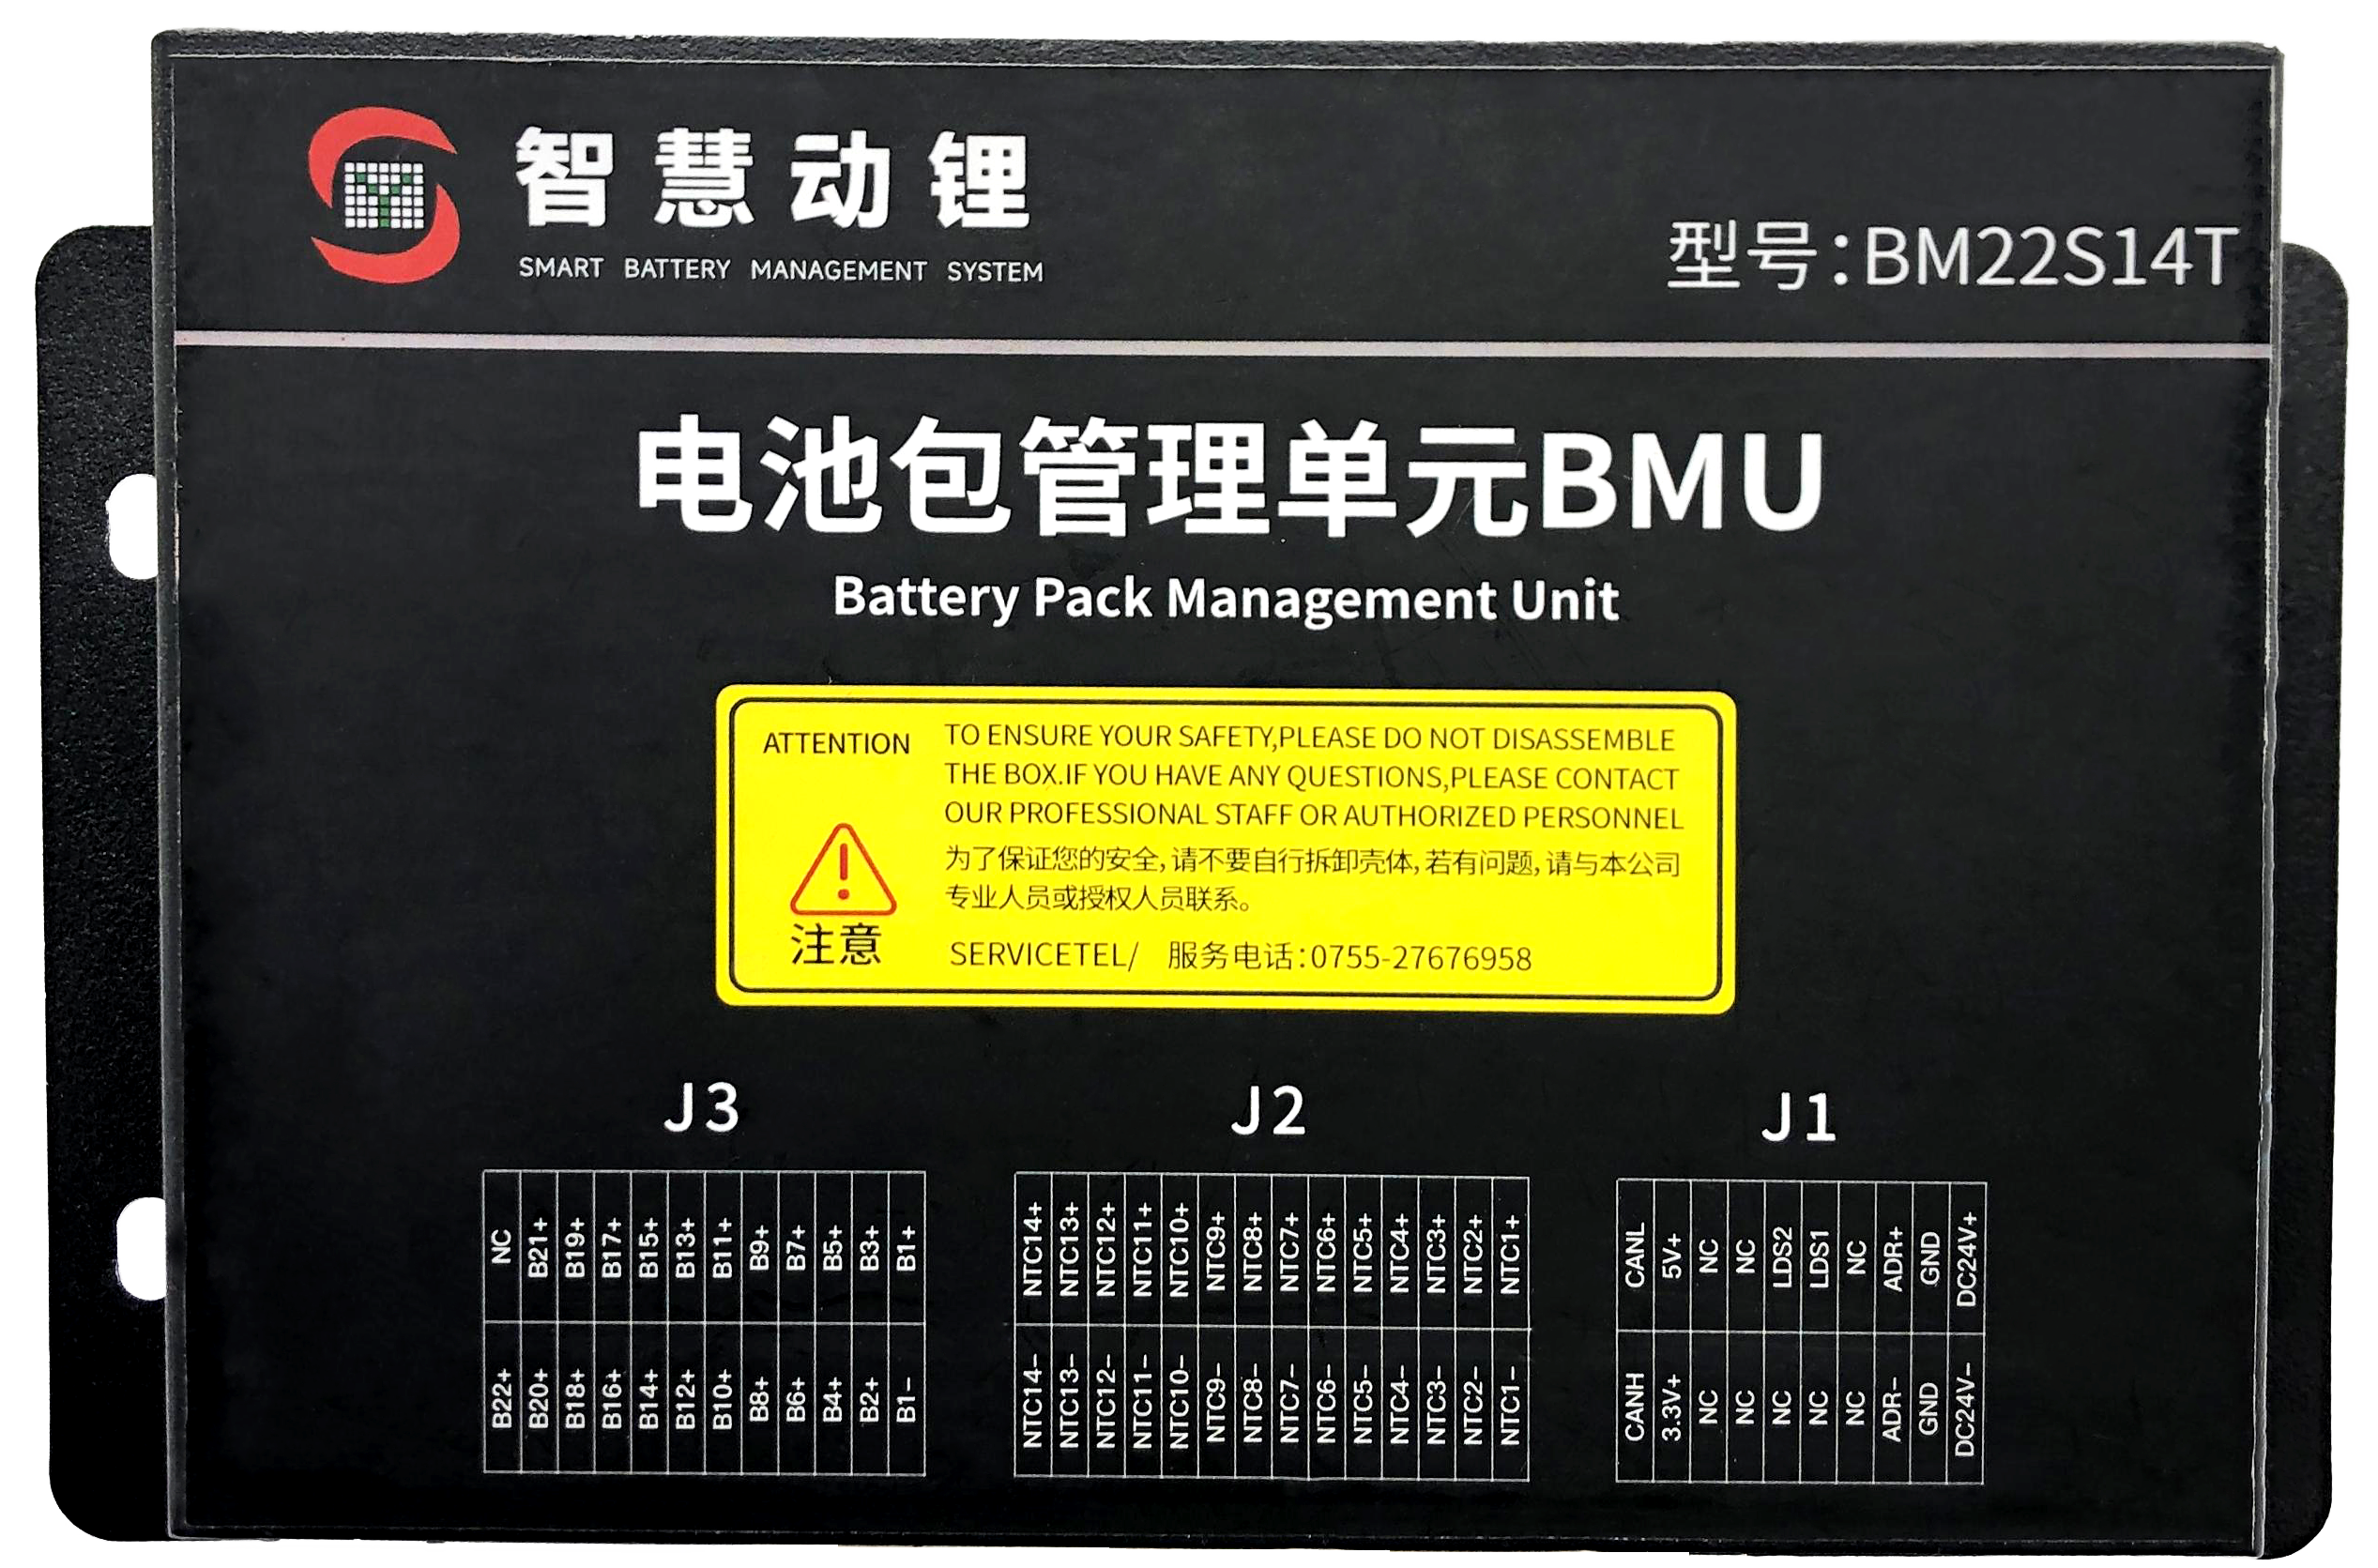 智慧动锂
SMART BATTERY MANAGEMENT SYSTEM
型号：BM22S14T
电池包管理单元BMU
Battery Pack Management Unit
ATTENTION
TO ENSURE YOUR SAFETY,PLEASE DO NOT DISASSEMBLE
THE BOX.IF YOU HAVE ANY QUESTIONS,PLEASE CONTACT
OUR PROFESSIONAL STAFF OR AUTHORIZED PERSONNEL
为了保证您的安全，请不要自行拆卸壳体，若有问题，请与本公司
专业人员或授权人员联系。
注意
SERVICETEL/ 服务电话：0755-27676958
J3
NC B21+ B19+ B17+ B15+ B13+ B11+ B9+ B7+ B5+ B3+ B1+
B22+ B20+ B18+ B16+ B14+ B12+ B10+ B8+ B6+ B4+ B2+ B1−
J2
NTC14+ NTC13+ NTC12+ NTC11+ NTC10+ NTC9+ NTC8+ NTC7+ NTC6+ NTC5+ NTC4+ NTC3+ NTC2+ NTC1+
NTC14− NTC13− NTC12− NTC11− NTC10− NTC9− NTC8− NTC7− NTC6− NTC5− NTC4− NTC3− NTC2− NTC1−
J1
CANL 5V+ NC NC LDS2 LDS1 NC ADR+ GND DC24V+
CANH 3.3V+ NC NC NC NC NC ADR− GND DC24V−